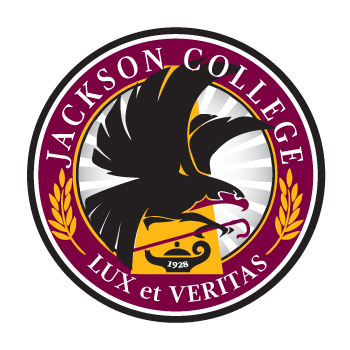 JACKSON COLLEGE
1928
LUX et VERITAS